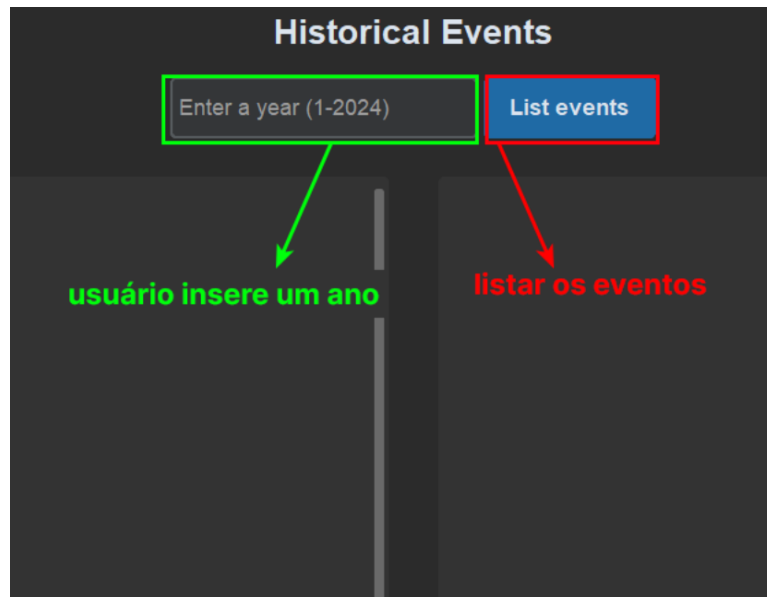 Historical Events
Enter a year (1-2024)
List events
usuário insere um ano
listar os eventos